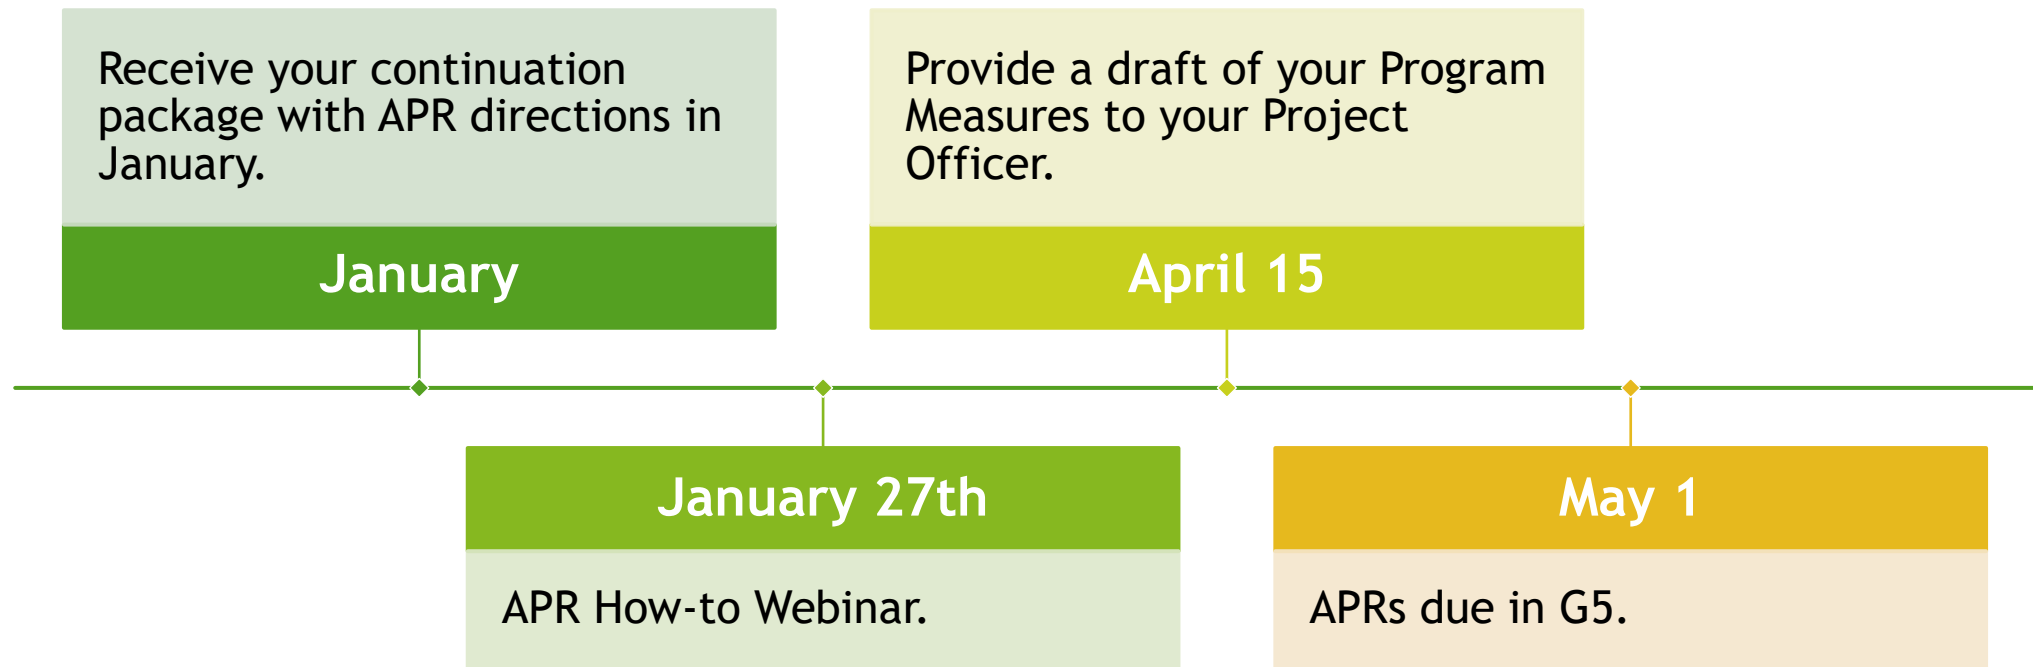 Receive your continuation
package with APR directions in
January.
January
January 27th
APR How-to Webinar.
Provide a draft of your Program
Measures to your Project
Officer.
April 15
May 1
APRs due in G5.